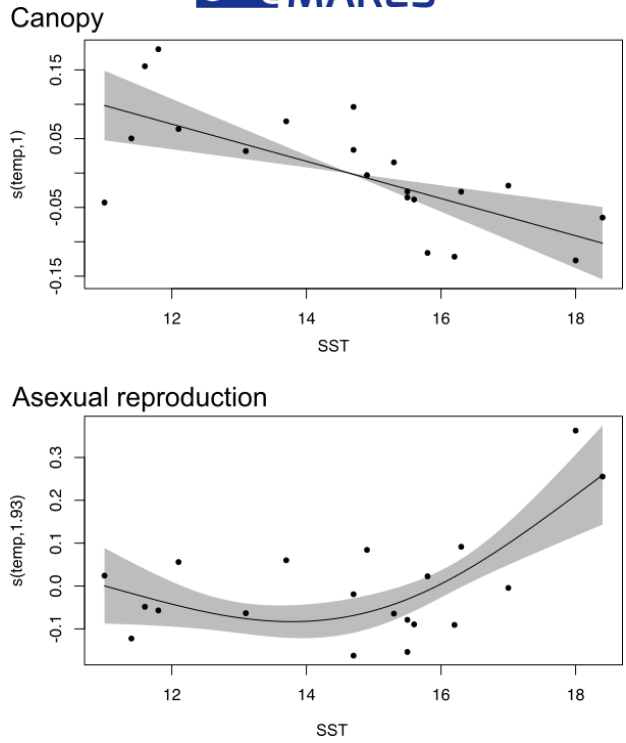 MARES
Canopy
s(temp,1)
0.15
0.05
-0.05
-0.15
12
14
16
18
SST
Asexual reproduction
s(temp,1.93)
0.3
0.2
0.1
0.0
-0.1
12
14
16
18
SST